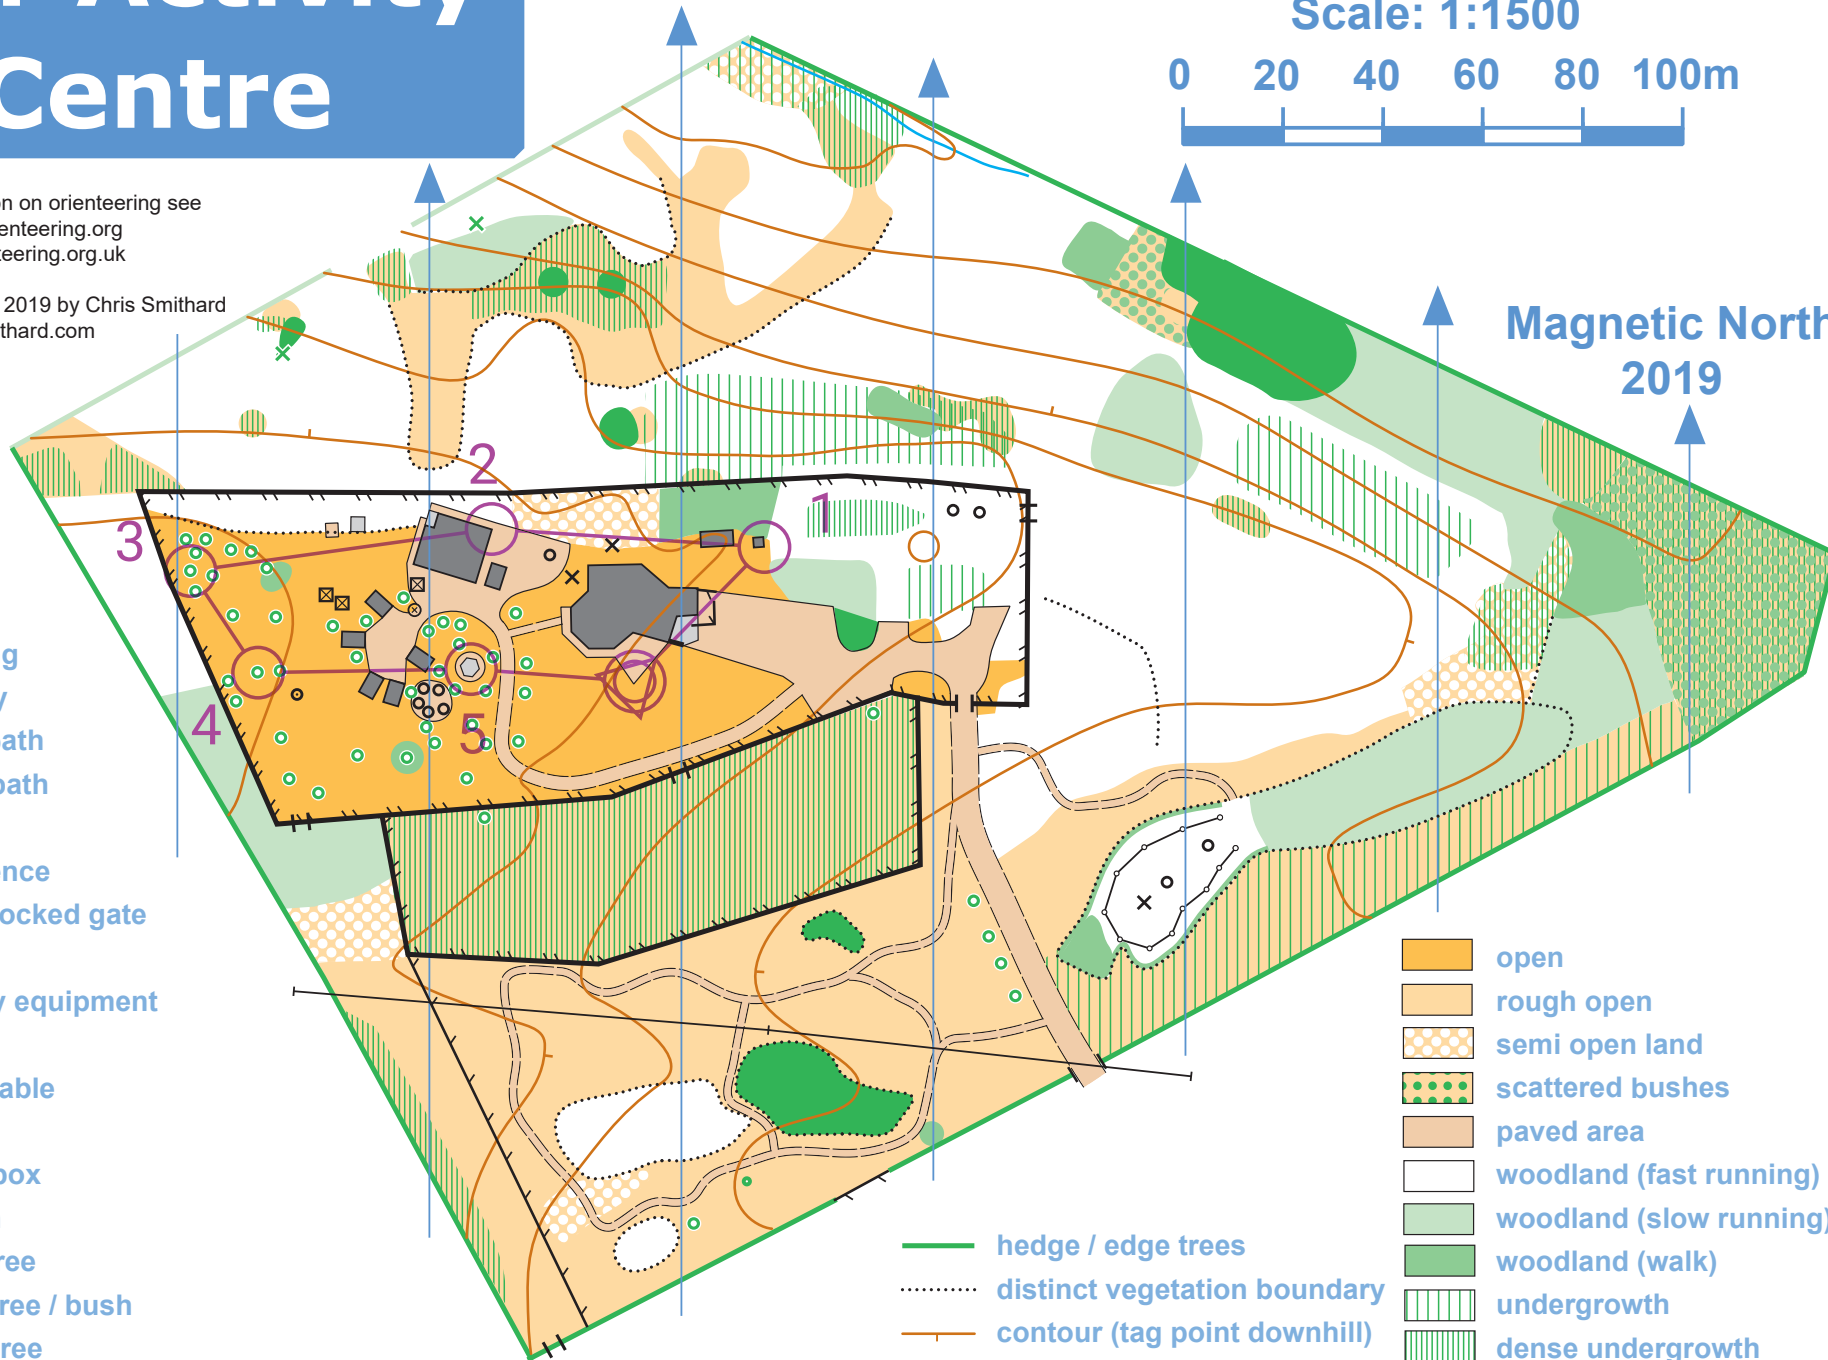 Activity
Centre
Scale: 1:1500
0 20 40 60 80 100m
on orienteering see
enteering.org
eering.org.uk
2019 by Chris Smithard
thard.com
Magnetic North
2019
1
2
3
4
5
ath
path
ence
ocked gate
y equipment
able
box
ree
ree / bush
ree
open
rough open
semi open land
scattered bushes
paved area
woodland (fast running)
woodland (slow running)
woodland (walk)
undergrowth
dense undergrowth
hedge / edge trees
distinct vegetation boundary
contour (tag point downhill)